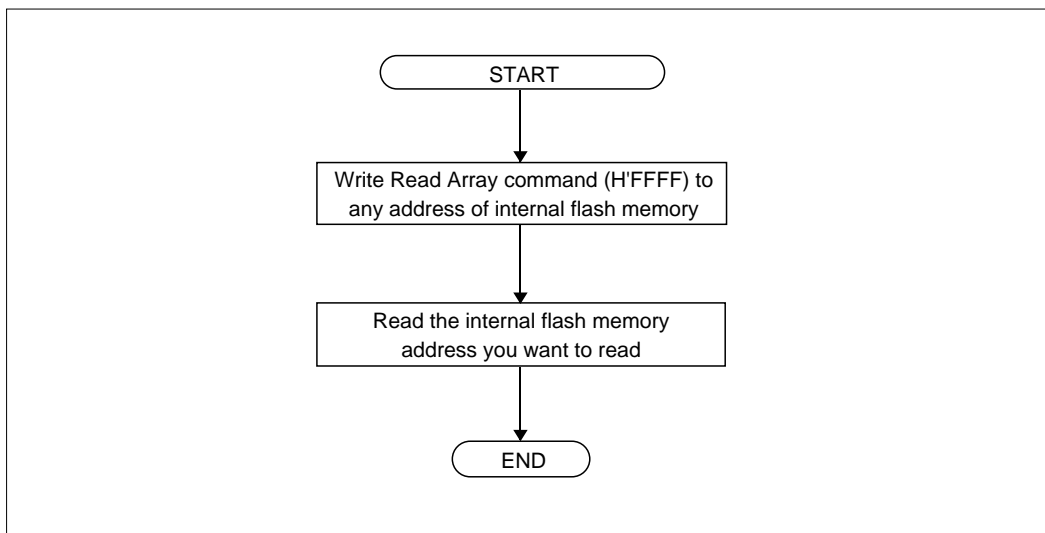 START
Write Read Array command (H'FFFF) to
any address of internal flash memory
Read the internal flash memory
address you want to read
END